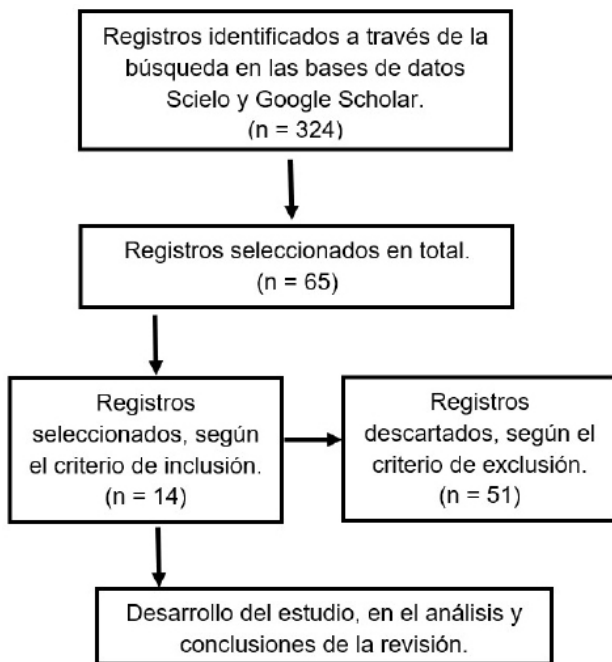 Registros identificados a través de la
búsqueda en las bases de datos
Scielo y Google Scholar.
(n = 324)
Registros seleccionados en total.
(n = 65)
Registros
seleccionados, según
el criterio de inclusión.
(n = 14)
Registros
descartados, según el
criterio de exclusión.
(n = 51)
Desarrollo del estudio, en el análisis y
conclusiones de la revisión.